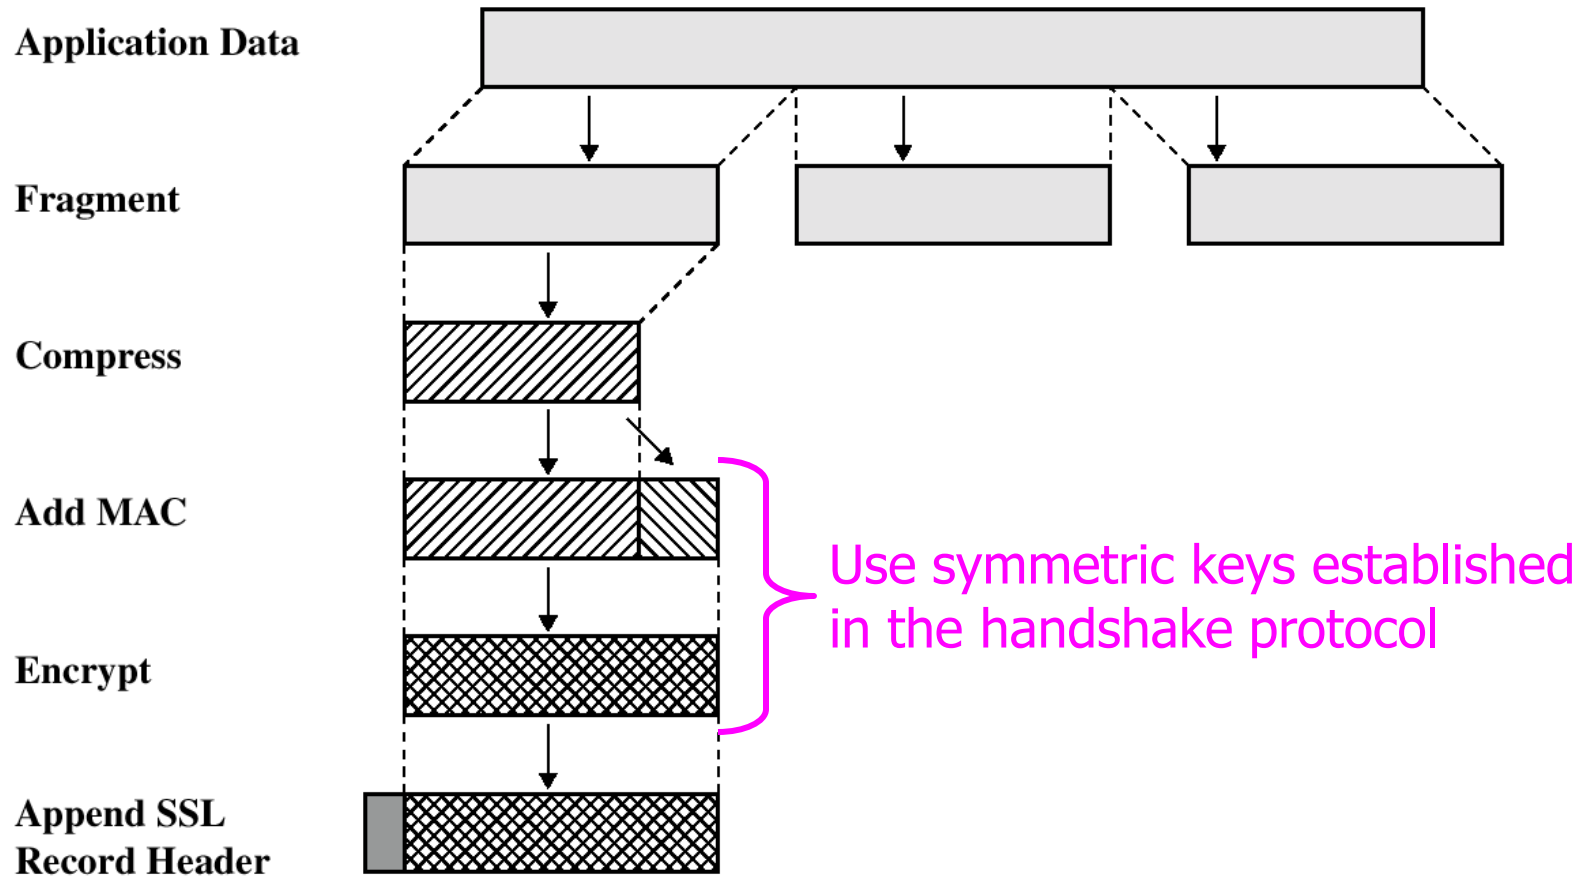 Application Data
Fragment
Compress
Add MAC
Use symmetric keys established
in the handshake protocol
Encrypt
Append SSL
Record Header